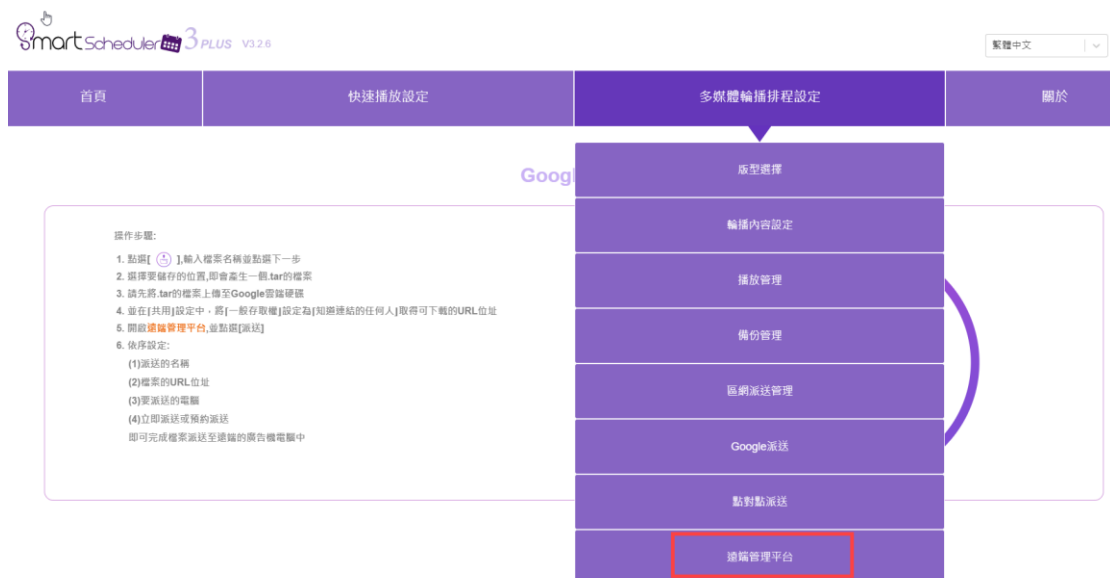 SmartScheduler 3 PLUS V3.2.6
繁體中文
首頁
快速播放設定
多媒體輪播排程設定
關於
Googl
操作步驟:
1. 點選[ ],輸入檔案名稱並點選下一步
2. 選擇要儲存的位置,即會產生一個.tar的檔案
3. 請先將.tar的檔案上傳至Google雲端硬碟
4. 並在[共用]設定中，將[一般存取權]設定為[知道連結的任何人]取得可下載的URL位址
5. 開啟遠端管理平台,並點選[派送]
6. 依序設定:
(1)派送的名稱
(2)檔案的URL位址
(3)要派送的電腦
(4)立即派送或預約派送
即可完成檔案派送至遠端的廣告機電腦中
版型選擇
輪播內容設定
播放管理
備份管理
區網派送管理
Google派送
點對點派送
遠端管理平台